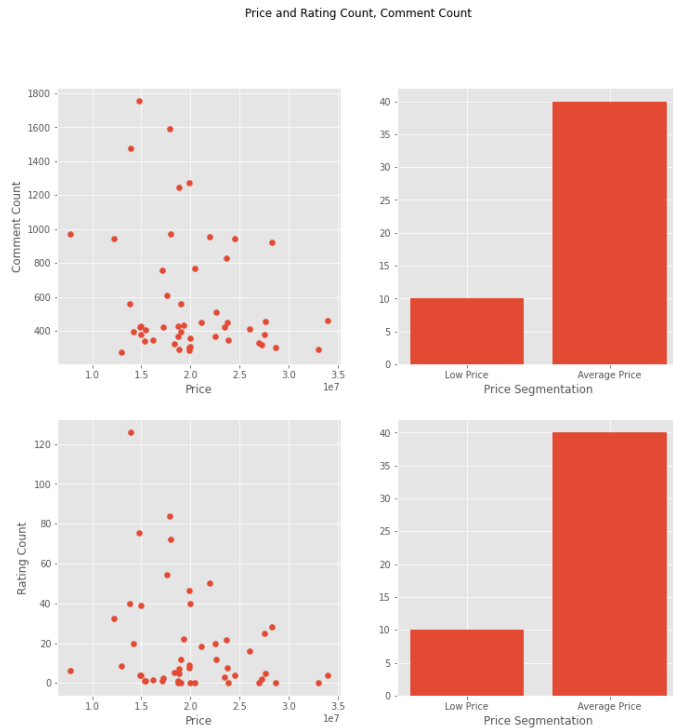 Price and Rating Count, Comment Count
Comment Count
1800
1600
1400
1200
1000
800
600
400
1.0 1.5 2.0 2.5 3.0 3.5
1e7
Price
40
35
30
25
20
15
10
5
0
Low Price Average Price
Price Segmentation
Rating Count
120
100
80
60
40
20
0
1.0 1.5 2.0 2.5 3.0 3.5
1e7
Price
40
35
30
25
20
15
10
5
0
Low Price Average Price
Price Segmentation